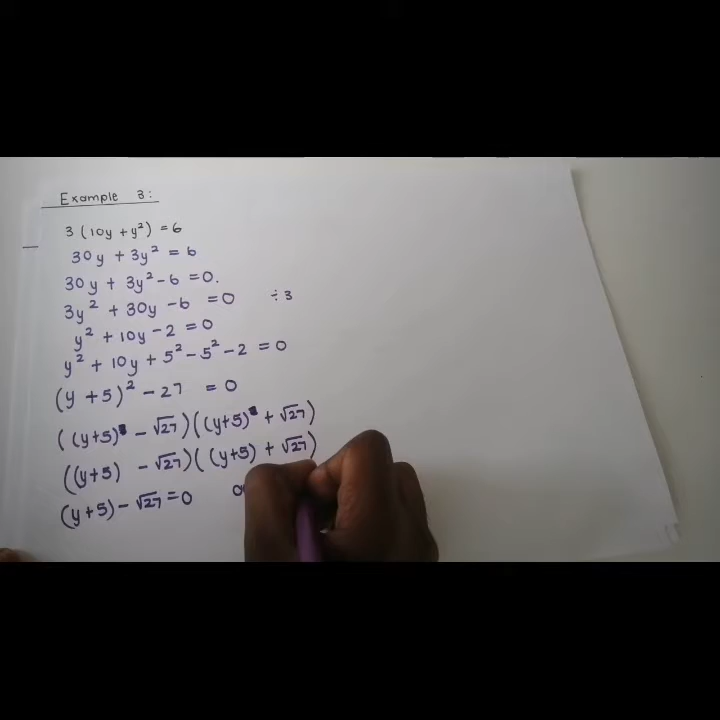 Example 3:
3 (10y + y²) = 6
30y + 3y² = 6
30y + 3y² - 6 = 0.
3y² + 30y - 6 = 0 ÷ 3
y² + 10y - 2 = 0
y² + 10y + 5² - 5² - 2 = 0
(y + 5)² - 27 = 0
((y+5) - √27)((y+5) + √27)
((y+5) - √27)((y+5) + √27)
(y+5) - √27 = 0